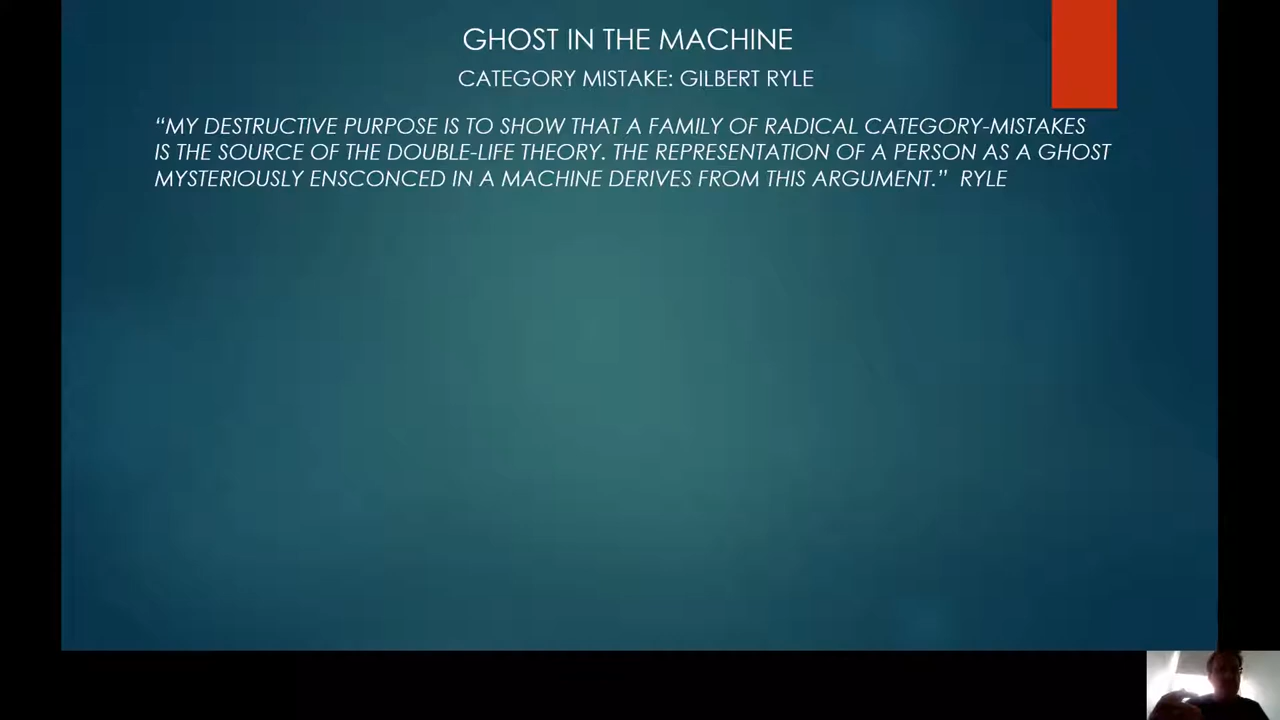 GHOST IN THE MACHINE
CATEGORY MISTAKE: GILBERT RYLE
“MY DESTRUCTIVE PURPOSE IS TO SHOW THAT A FAMILY OF RADICAL CATEGORY-MISTAKES
IS THE SOURCE OF THE DOUBLE-LIFE THEORY. THE REPRESENTATION OF A PERSON AS A GHOST
MYSTERIOUSLY ENSCONCED IN A MACHINE DERIVES FROM THIS ARGUMENT.” RYLE